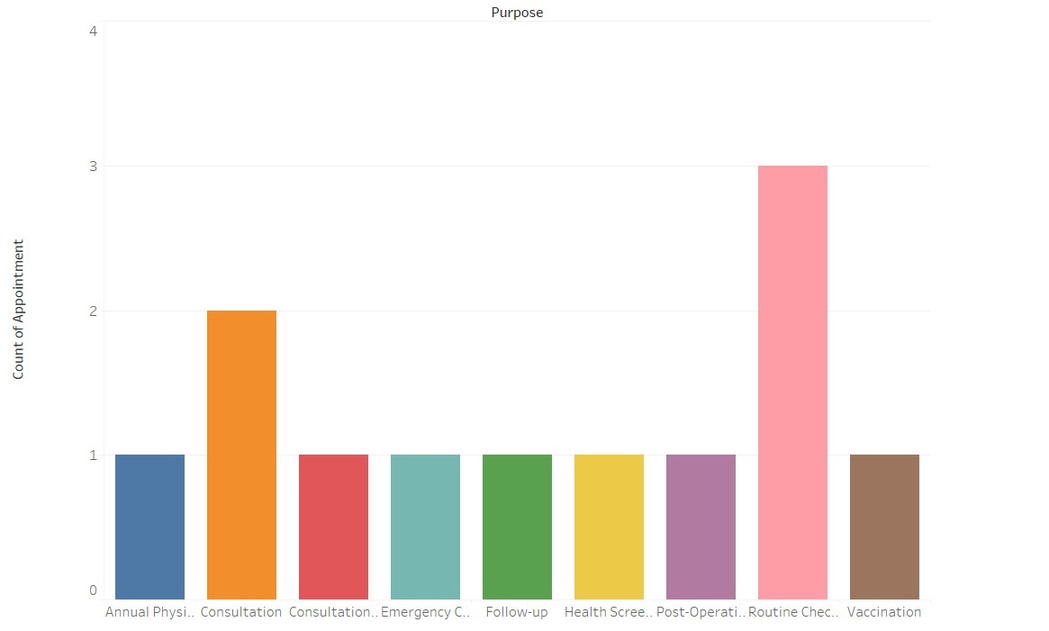 Purpose
4
3
2
1
0
Count of Appointment
Annual Physi.. Consultation Consultation.. Emergency C.. Follow-up Health Scree.. Post-Operati.. Routine Chec.. Vaccination